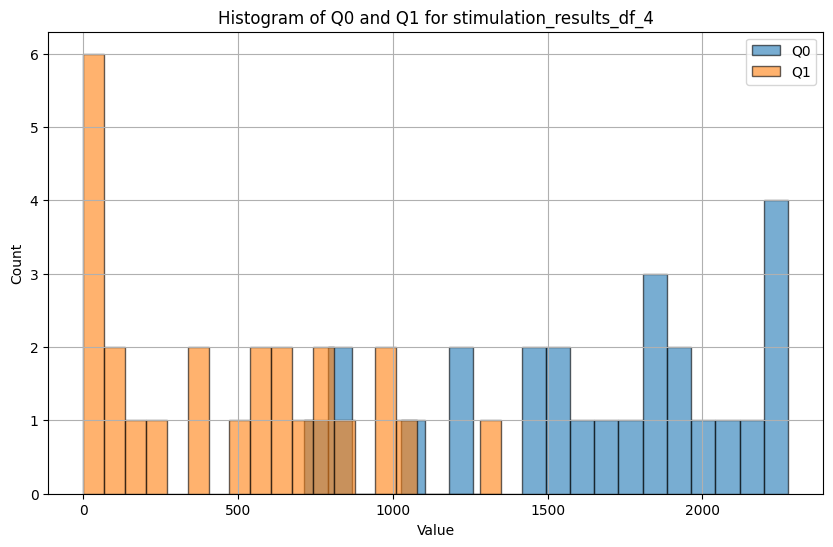 Histogram of Q0 and Q1 for stimulation_results_df_4
Q0
Q1
6
5
4
3
2
1
0
Count
0
500
1000
1500
2000
Value